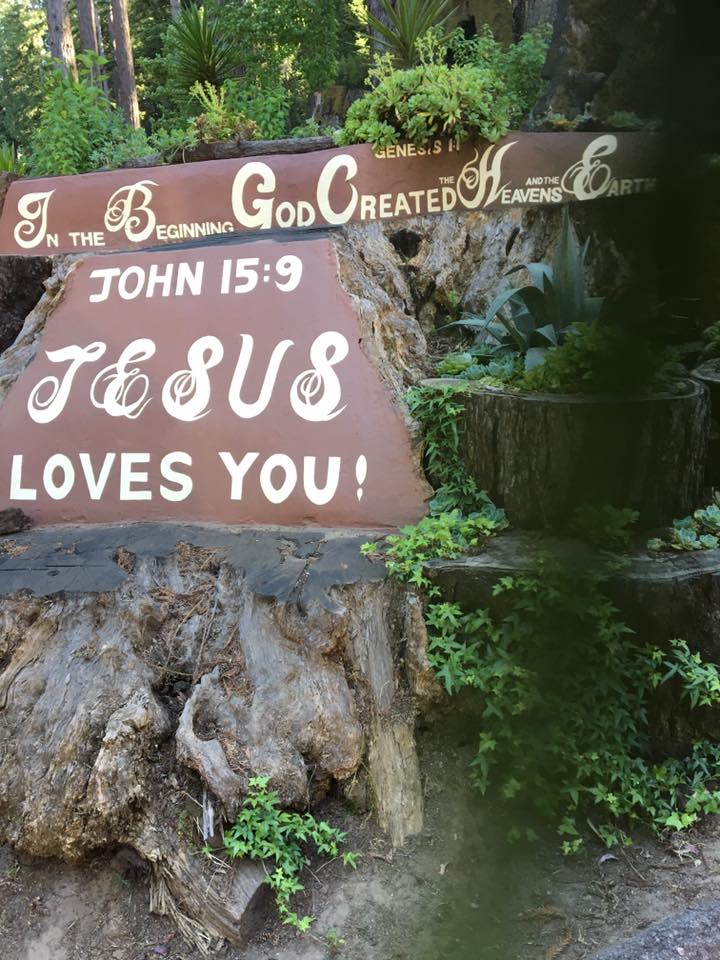 GENESIS 1:1
IN THE BEGINNING GOD CREATED THE HEAVENS AND THE EARTH
JOHN 15:9
JESUS
LOVES YOU!